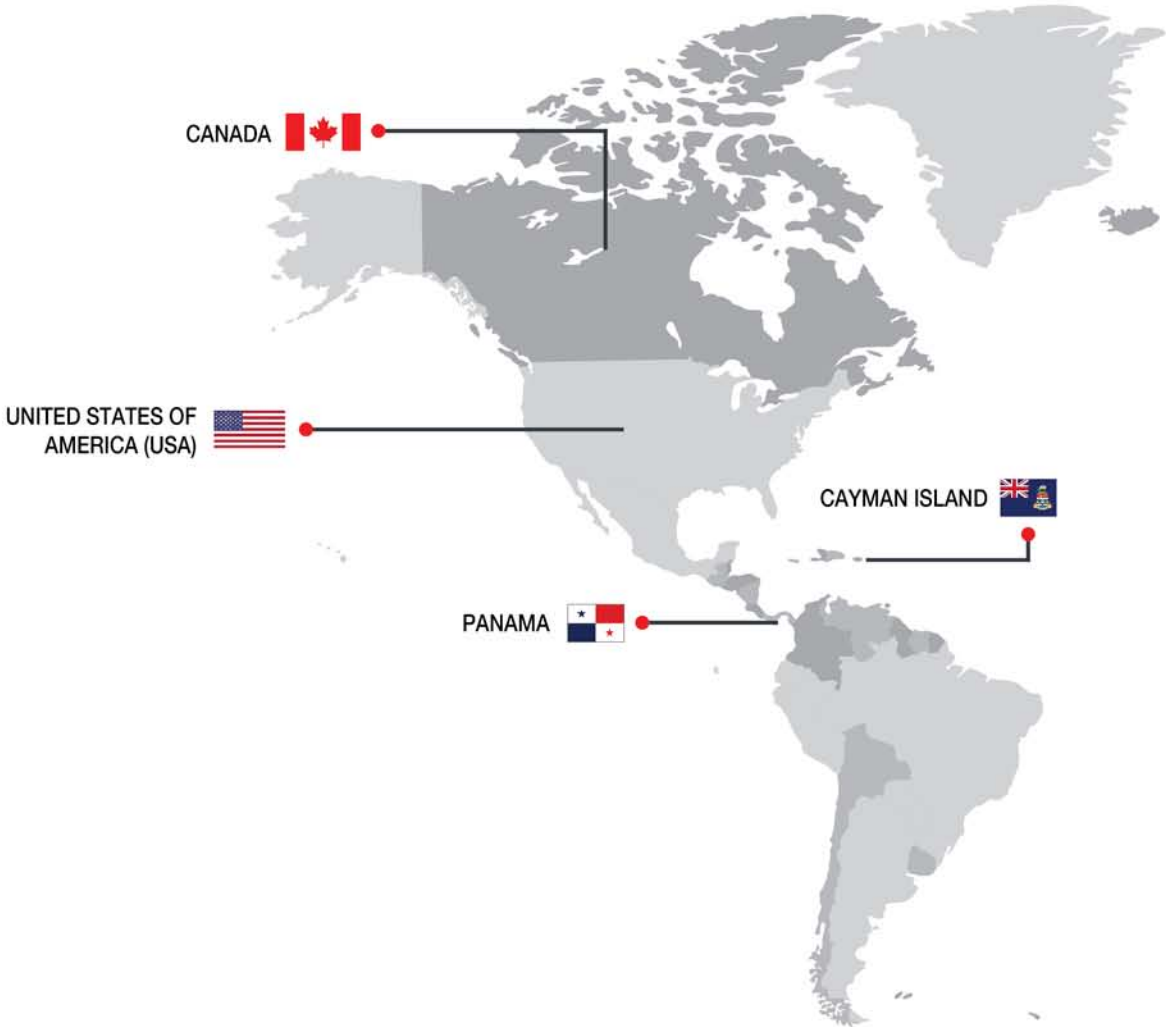 CANADA
UNITED STATES OF
AMERICA (USA)
CAYMAN ISLAND
PANAMA